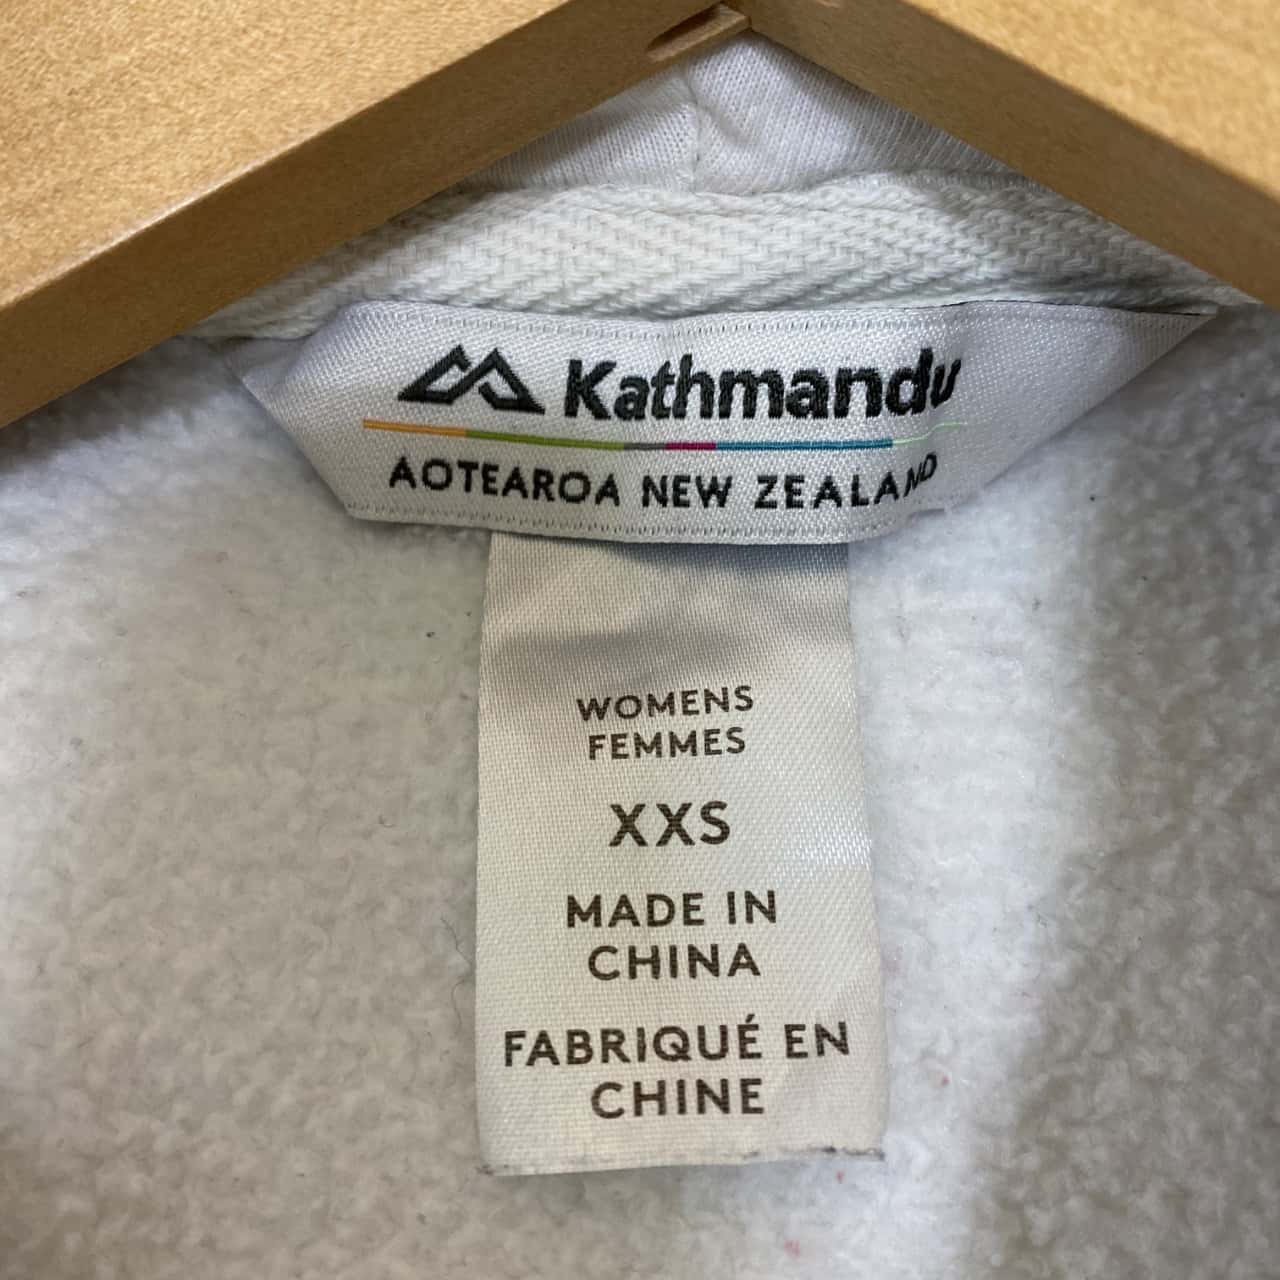 Kathmandu
AOTEAROA NEW ZEALAND
WOMENS
FEMMES
XXS
MADE IN
CHINA
FABRIQUÉ EN
CHINE